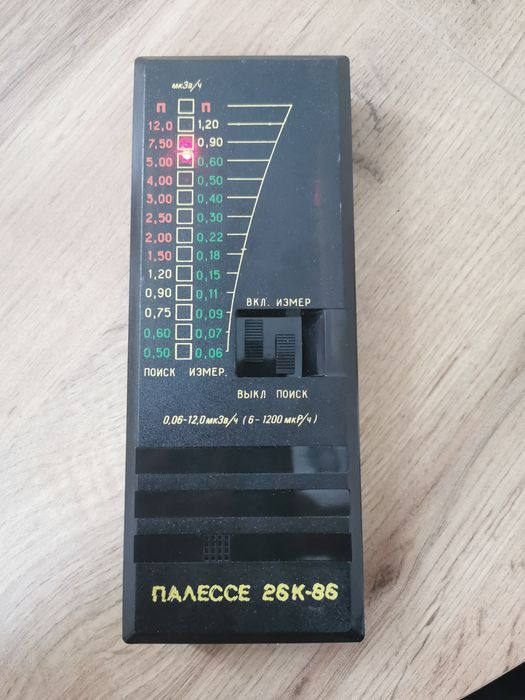 мкЗв/ч
П П
12,0 1,20
7,50 0,90
5,00 0,60
4,00 0,50
3,00 0,40
2,50 0,30
2,00 0,22
1,50 0,18
1,20 0,15
0,90 0,11
0,75 0,09
0,60 0,07
0,50 0,06
ПОИСК ИЗМЕР.
ВКЛ. ИЗМЕР
ВЫКЛ ПОИСК
0,06-12,0мкЗв/ч (6-1200 мкР/ч)
ПАЛЕССЕ 26К-86